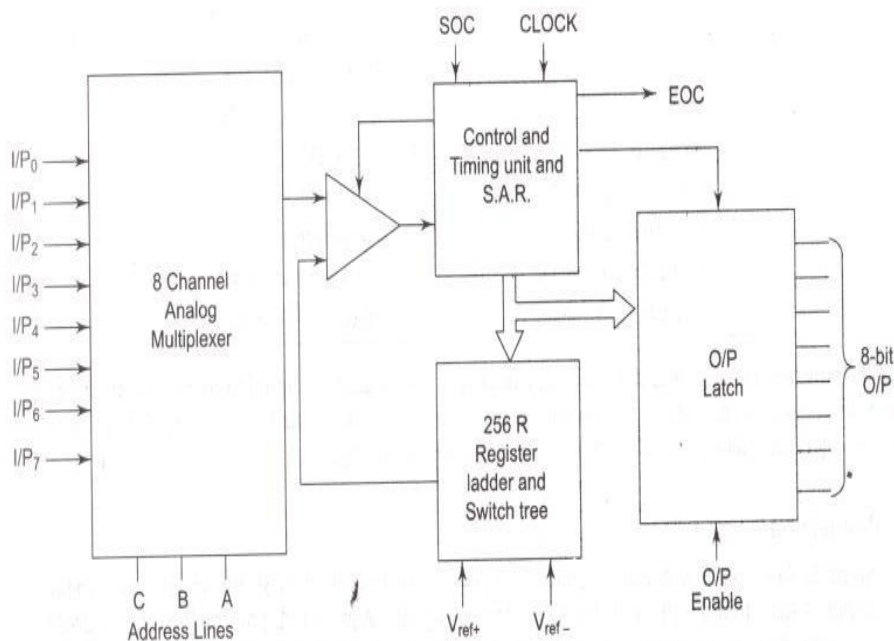 SOC CLOCK
EOC
Control and
Timing unit and
S.A.R.
I/P₀
I/P₁
I/P₂
I/P₃
I/P₄
I/P₅
I/P₆
I/P₇
8 Channel
Analog
Multiplexer
O/P
Latch
8-bit
O/P
256 R
Register
ladder and
Switch tree
C B A
Address Lines
Vref+ Vref−
O/P
Enable